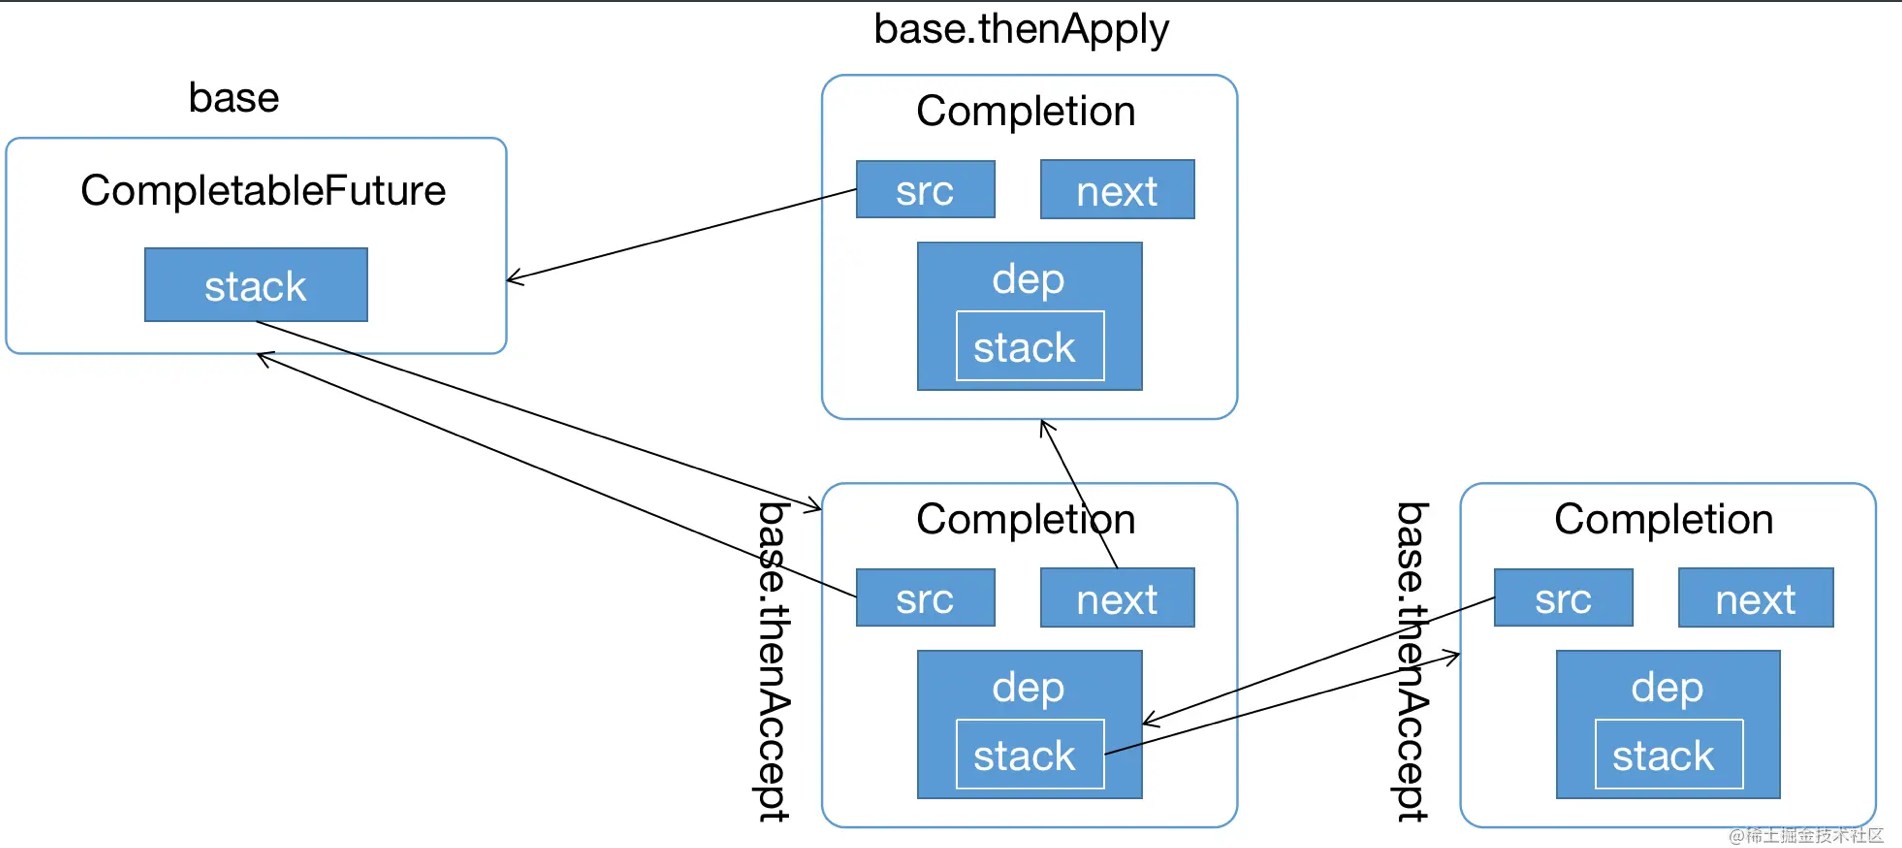 base.thenApply
base
Completion
CompletableFuture
src
next
stack
dep
stack
base.thenAccept
Completion
src
next
dep
stack
base.thenAccept
Completion
src
next
dep
stack
@稀土掘金技术社区